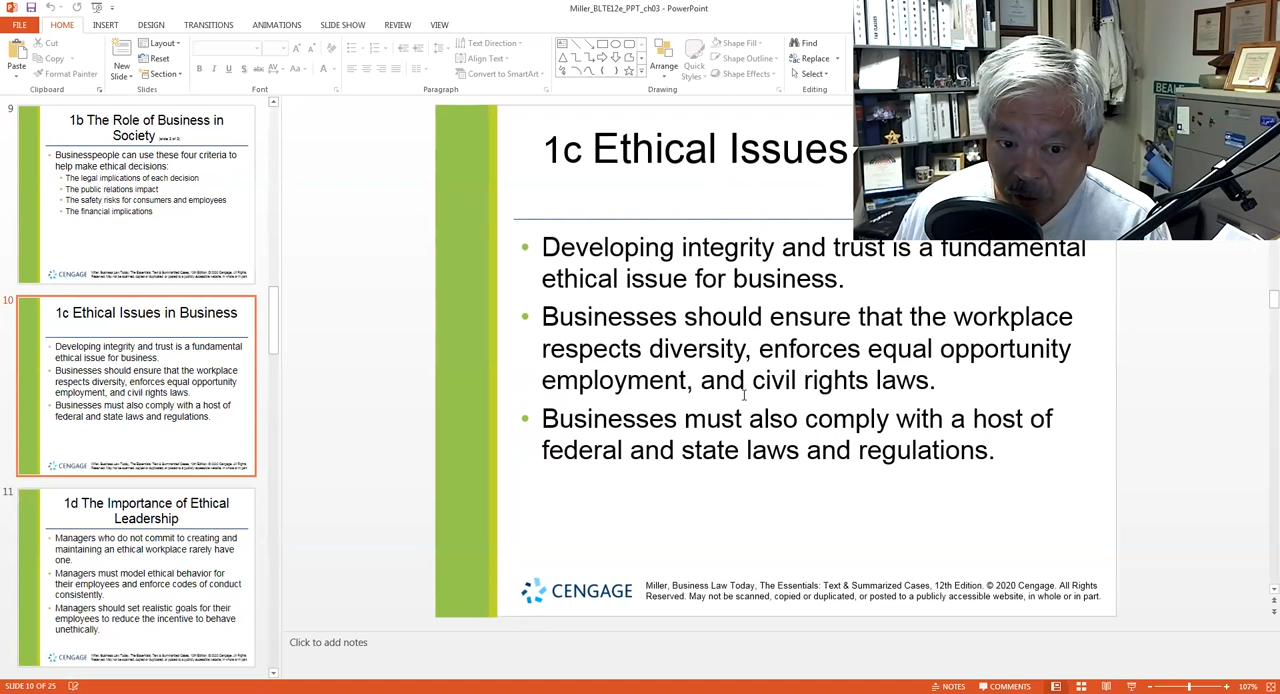 Miller_BLTE12e_PPT_ch03 - PowerPoint
FILE HOME INSERT DESIGN TRANSITIONS ANIMATIONS SLIDE SHOW REVIEW VIEW
Paste
Cut
Copy
Format Painter
Clipboard
New
Slide
Layout
Reset
Section
Slides
Font
Text Direction
Align Text
Convert to SmartArt
Paragraph
Arrange
Quick
Styles
Shape Fill
Shape Outline
Shape Effects
Drawing
Find
Replace
Select
Editing
BEALE
9
1b The Role of Business in
Society
Businesspeople can use these four criteria to
help make ethical decisions:
The legal implications of each decision
The public relations impact
The safety risks for consumers and employees
The financial implications
CENGAGE
10
1c Ethical Issues in Business
Developing integrity and trust is a fundamental
ethical issue for business.
Businesses should ensure that the workplace
respects diversity, enforces equal opportunity
employment, and civil rights laws.
Businesses must also comply with a host of
federal and state laws and regulations.
CENGAGE
11
1d The Importance of Ethical
Leadership
Managers who do not commit to creating and
maintaining an ethical workplace rarely have
one.
Managers must model ethical behavior for
their employees and enforce codes of conduct
consistently.
Managers should set realistic goals for their
employees to reduce the incentive to behave
unethically.
CENGAGE
1c Ethical Issues
• Developing integrity and trust is a fundamental
ethical issue for business.
• Businesses should ensure that the workplace
respects diversity, enforces equal opportunity
employment, and civil rights laws.
• Businesses must also comply with a host of
federal and state laws and regulations.
CENGAGE
Miller, Business Law Today, The Essentials: Text & Summarized Cases, 12th Edition. © 2020 Cengage. All Rights
Reserved. May not be scanned, copied or duplicated, or posted to a publicly accessible website, in whole or in part.
Click to add notes
SLIDE 10 OF 25
NOTES
COMMENTS
107%